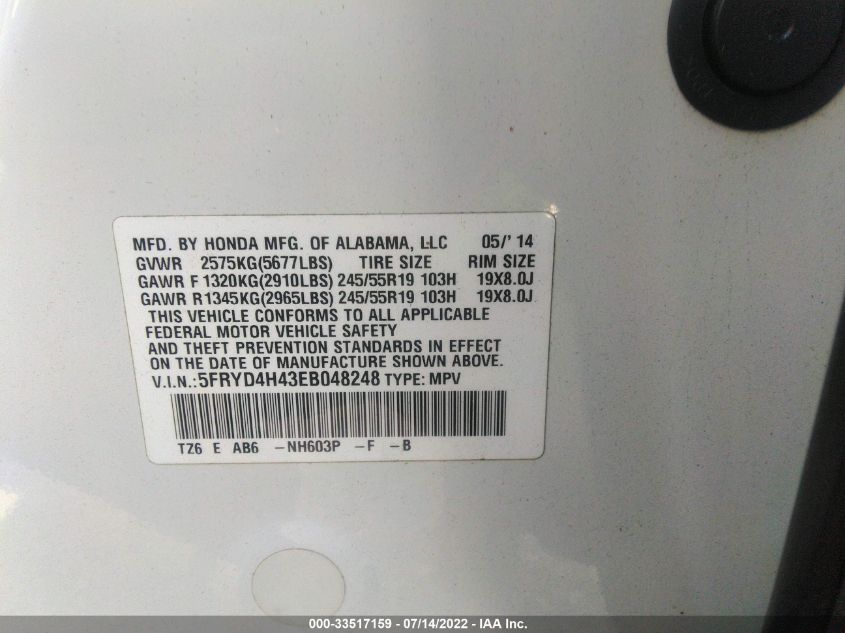 MFD. BY HONDA MFG. OF ALABAMA, LLC 05/'14
GVWR 2575KG(5677LBS) TIRE SIZE RIM SIZE
GAWR F 1320KG(2910LBS) 245/55R19 103H 19X8.0J
GAWR R1345KG(2965LBS) 245/55R19 103H 19X8.0J
THIS VEHICLE CONFORMS TO ALL APPLICABLE
FEDERAL MOTOR VEHICLE SAFETY
AND THEFT PREVENTION STANDARDS IN EFFECT
ON THE DATE OF MANUFACTURE SHOWN ABOVE.
V.I.N.:5FRYD4H43EB048248 TYPE: MPV
TZ6 E AB6 -NH603P -F -B
000-33517159 - 07/14/2022 - IAA Inc.